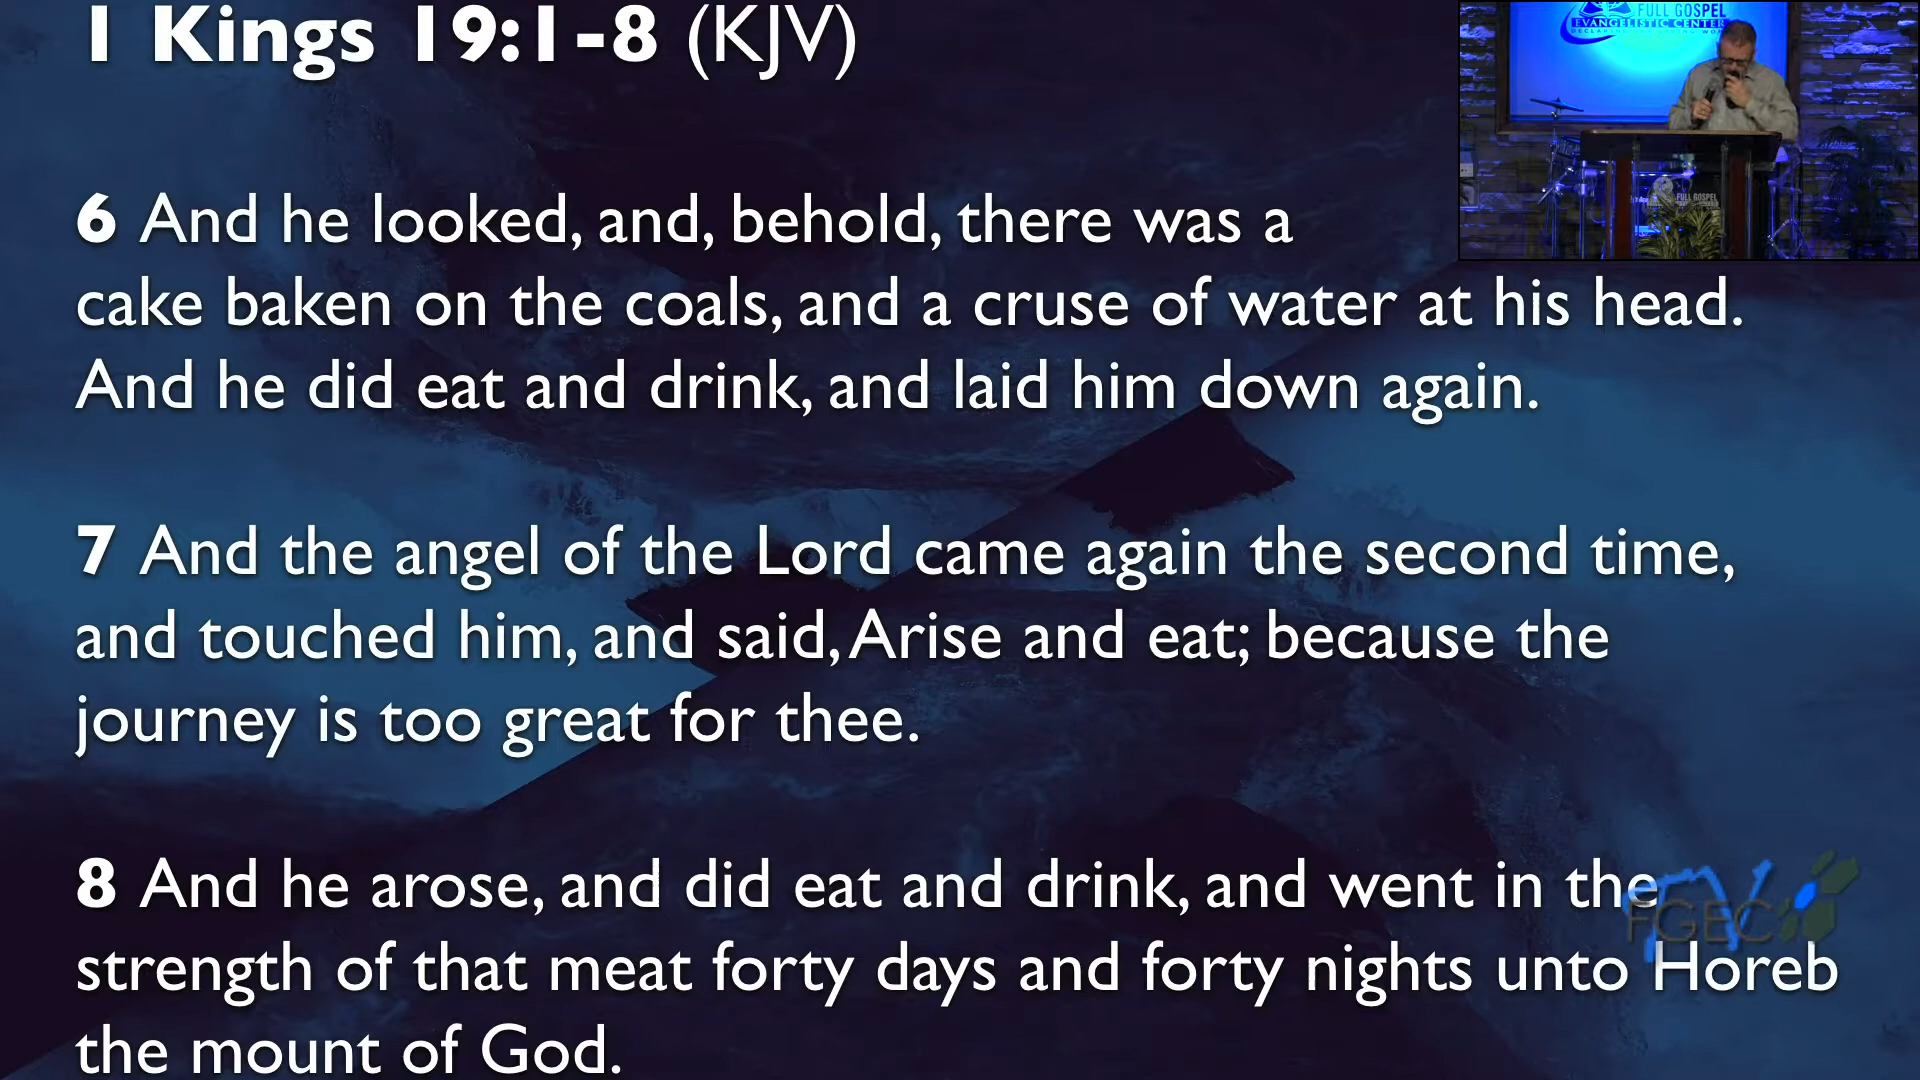 1 Kings 19:1-8 (KJV)
FULL GOSPEL
EVANGELISTIC CENTER
6 And he looked, and, behold, there was a
cake baken on the coals, and a cruse of water at his head.
And he did eat and drink, and laid him down again.
7 And the angel of the Lord came again the second time,
and touched him, and said, Arise and eat; because the
journey is too great for thee.
8 And he arose, and did eat and drink, and went in the
strength of that meat forty days and forty nights unto Horeb
the mount of God.
FULL GOSPEL
FGEC
TV